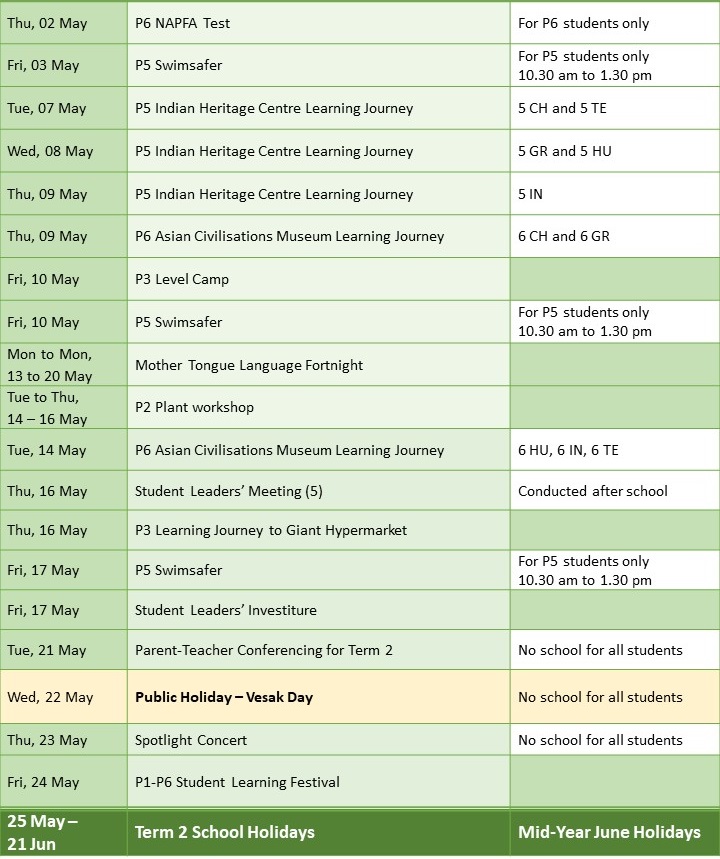 Thu, 02 May P6 NAPFA Test For P6 students only
Fri, 03 May P5 Swimsafer For P5 students only
10.30 am to 1.30 pm
Tue, 07 May P5 Indian Heritage Centre Learning Journey 5 CH and 5 TE
Wed, 08 May P5 Indian Heritage Centre Learning Journey 5 GR and 5 HU
Thu, 09 May P5 Indian Heritage Centre Learning Journey 5 IN
Thu, 09 May P6 Asian Civilisations Museum Learning Journey 6 CH and 6 GR
Fri, 10 May P3 Level Camp
Fri, 10 May P5 Swimsafer For P5 students only
10.30 am to 1.30 pm
Mon to Mon,
13 to 20 May Mother Tongue Language Fortnight
Tue to Thu,
14 – 16 May P2 Plant workshop
Tue, 14 May P6 Asian Civilisations Museum Learning Journey 6 HU, 6 IN, 6 TE
Thu, 16 May Student Leaders’ Meeting (5) Conducted after school
Thu, 16 May P3 Learning Journey to Giant Hypermarket
Fri, 17 May P5 Swimsafer For P5 students only
10.30 am to 1.30 pm
Fri, 17 May Student Leaders’ Investiture
Tue, 21 May Parent-Teacher Conferencing for Term 2 No school for all students
Wed, 22 May Public Holiday – Vesak Day No school for all students
Thu, 23 May Spotlight Concert No school for all students
Fri, 24 May P1-P6 Student Learning Festival
25 May –
21 Jun Term 2 School Holidays Mid-Year June Holidays